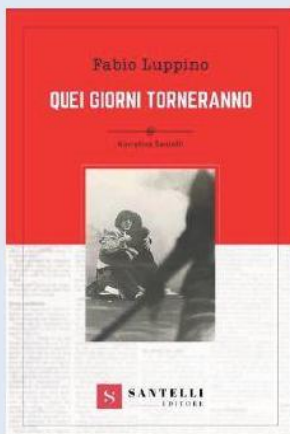 Fabio Luppino
QUEI GIORNI TORNERANNO
Narrativa Santelli
S SANTELLI
EDITORE